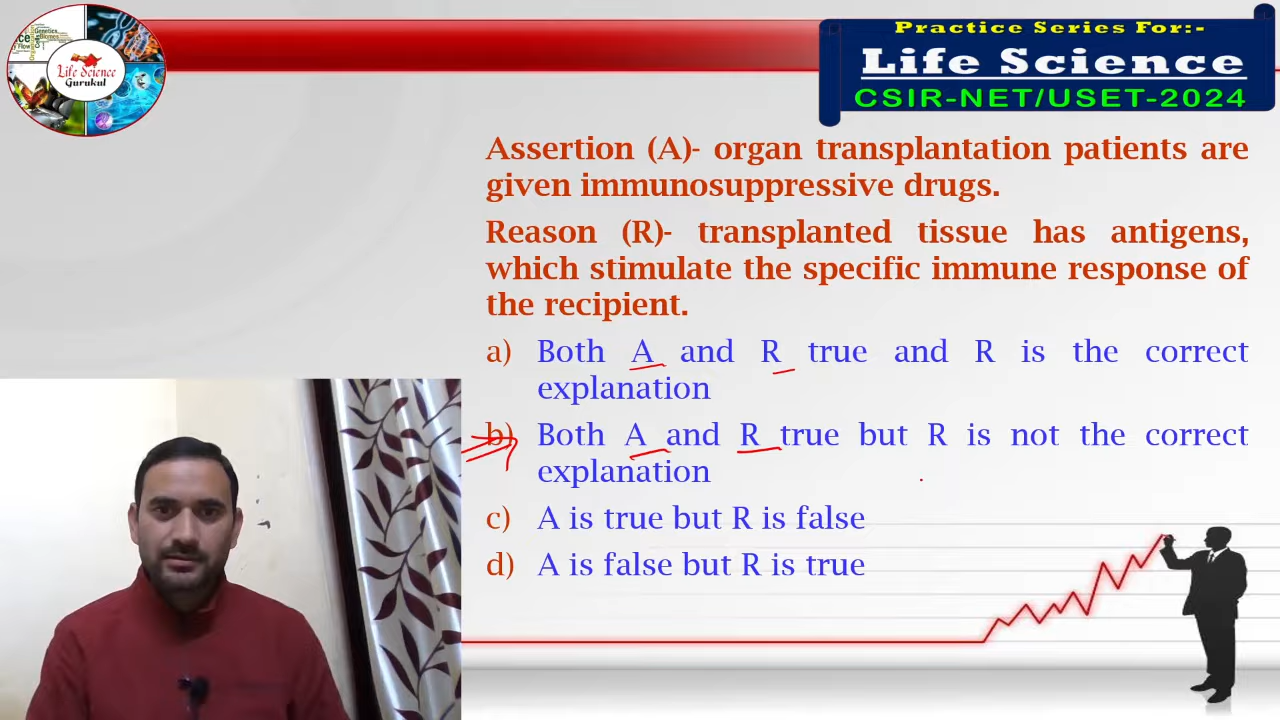 Genetics
Life Science
Gurukul
Practice Series For:-
Life Science
CSIR-NET/USET-2024
Assertion (A)- organ transplantation patients are
given immunosuppressive drugs.
Reason (R)- transplanted tissue has antigens,
which stimulate the specific immune response of
the recipient.
a) Both A and R true and R is the correct
explanation
b) Both A and R true but R is not the correct
explanation
c) A is true but R is false
d) A is false but R is true